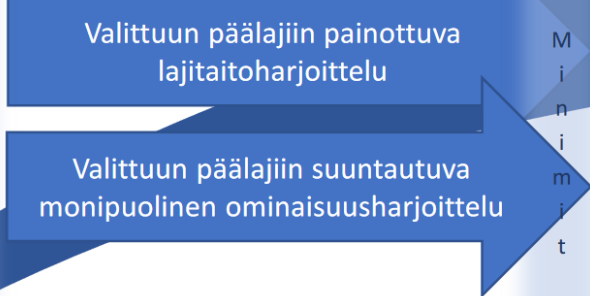 Valittuun päälajiin painottuva
lajitaitoharjoittelu
Valittuun päälajiin suuntautuva
monipuolinen ominaisuusharjoittelu
M
i
n
i
m
i
t